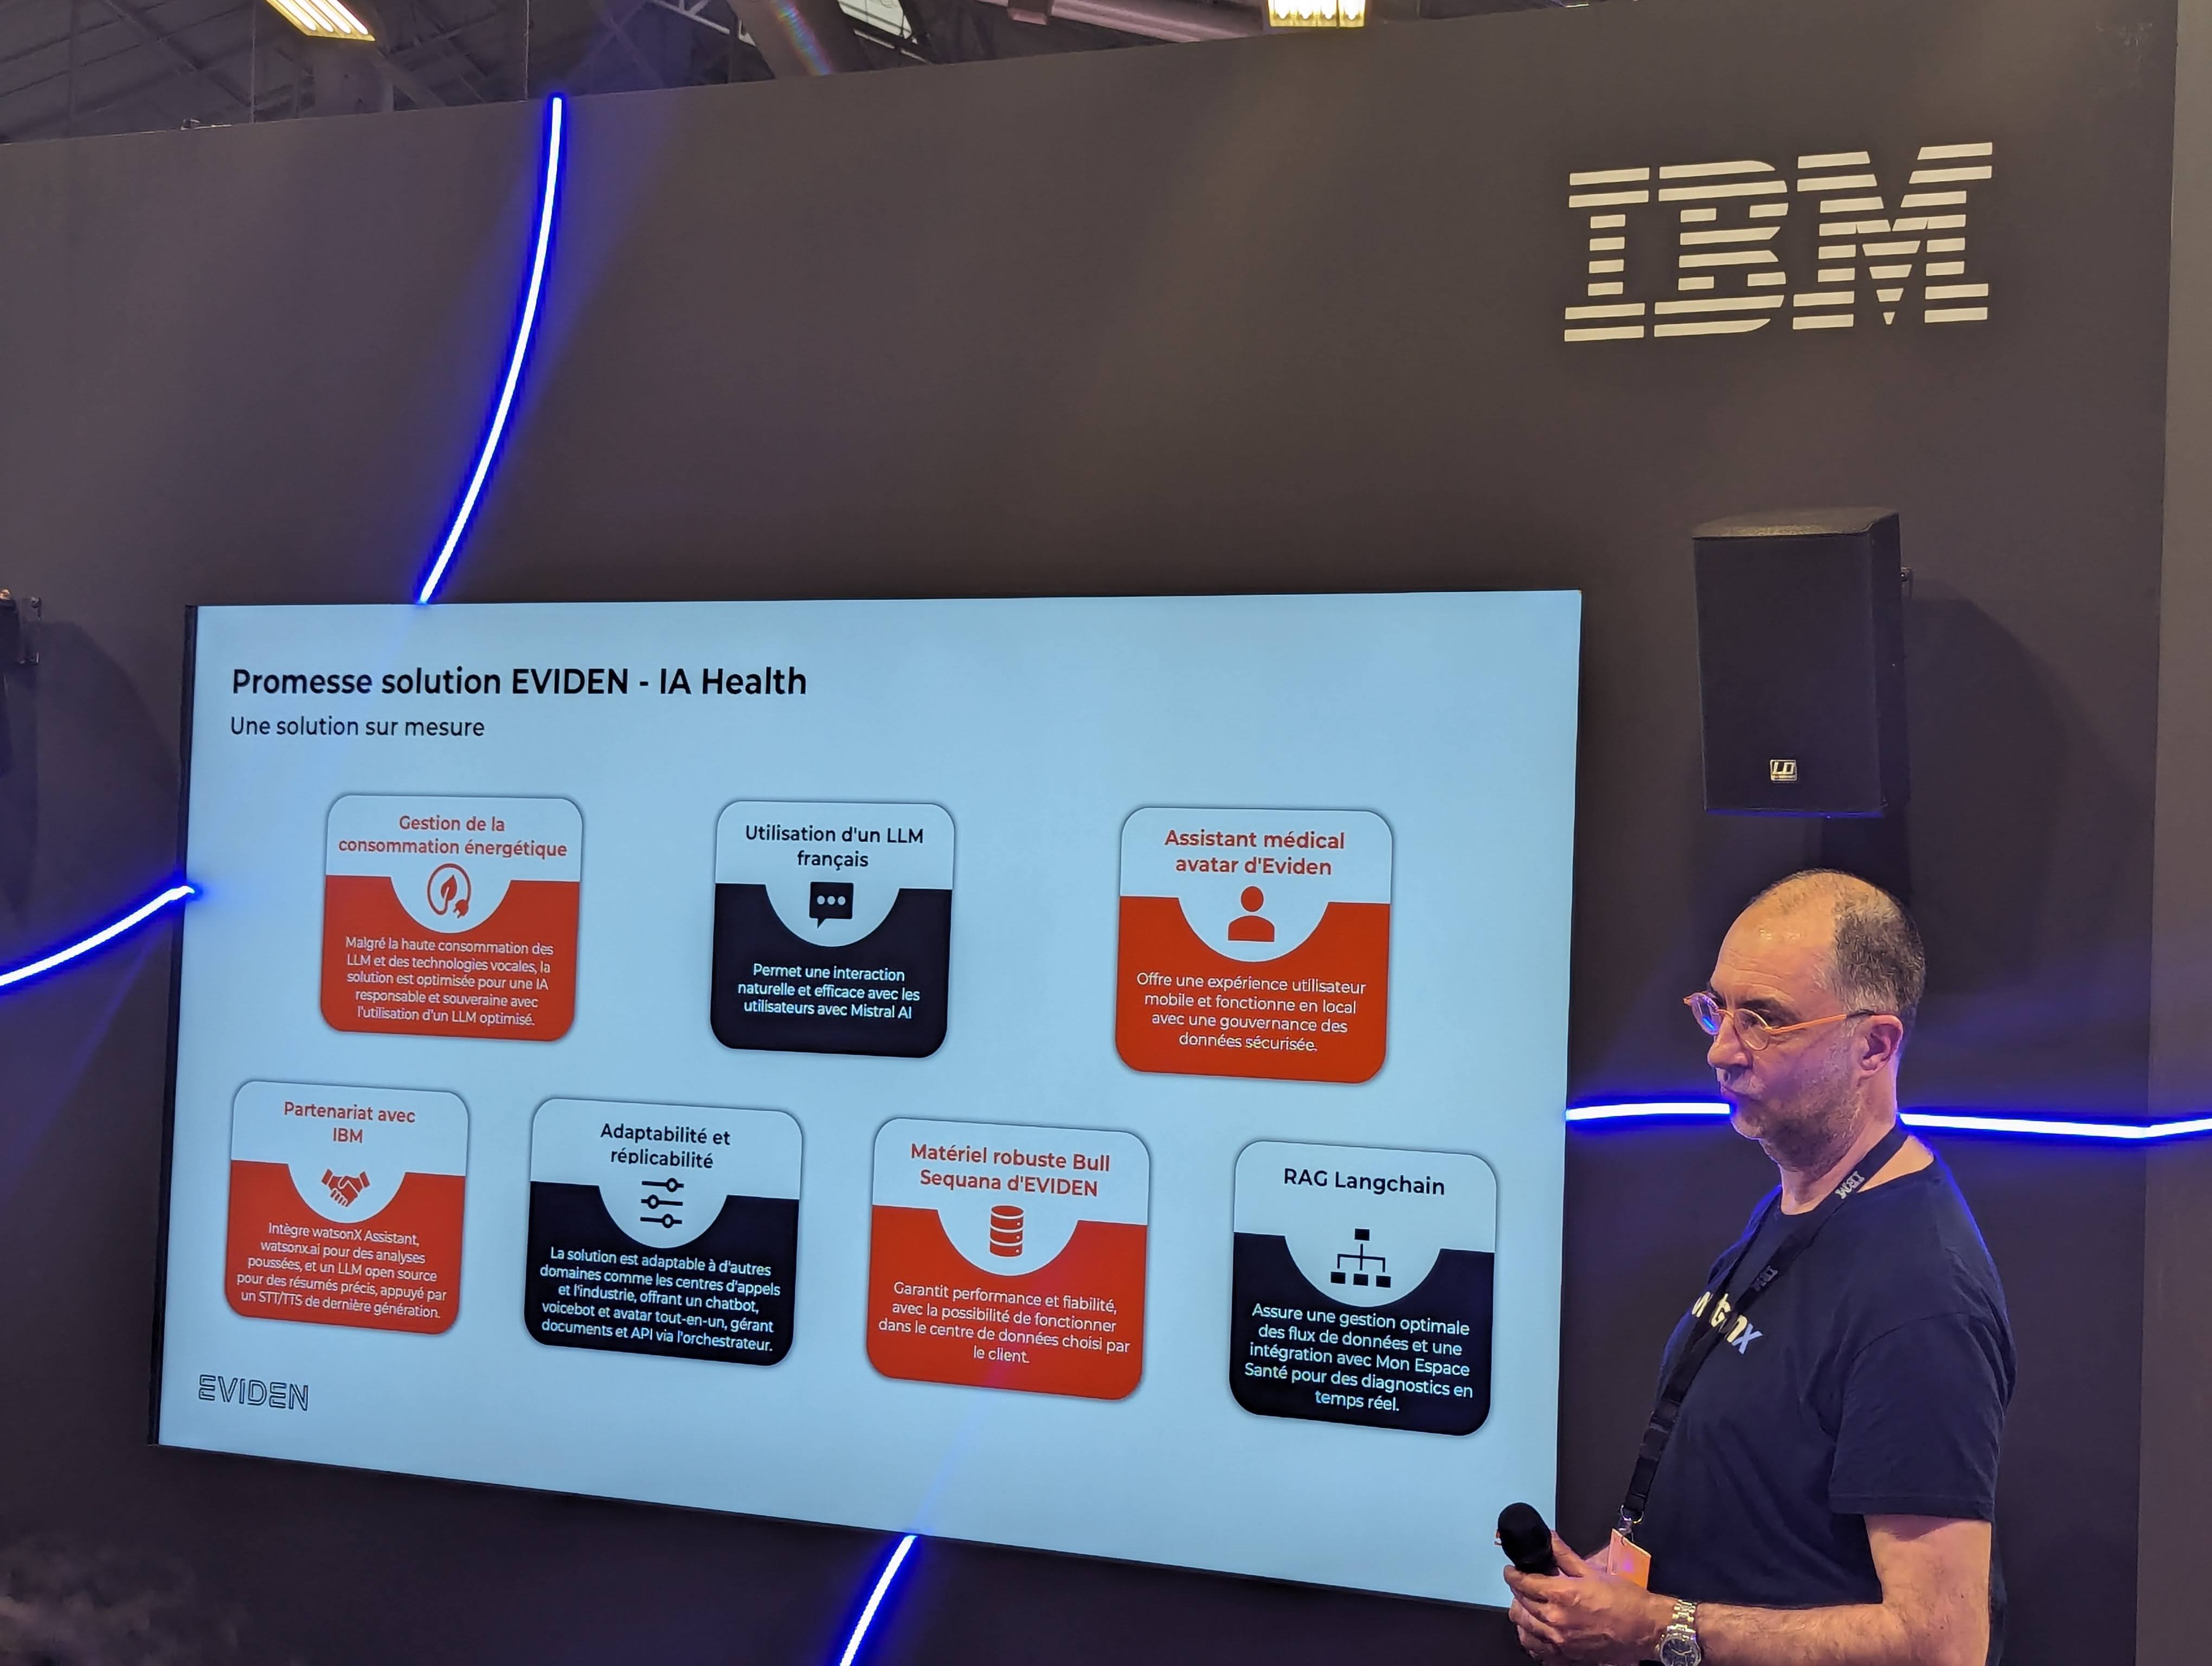 IBM
Promesse solution EVIDEN - IA Health
Une solution sur mesure
Gestion de la
consommation énergétique
Malgré la haute consommation des
LLM et des technologies vocales, la
solution est optimisée pour une IA
responsable et souveraine avec
l'utilisation d'un LLM optimisé.
Utilisation d'un LLM
français
Permet une interaction
naturelle et efficace avec les
utilisateurs avec Mistral AI
Assistant médical
avatar d'Eviden
Offre une expérience utilisateur
mobile et fonctionne en local
avec une gouvernance des
données sécurisée.
Partenariat avec
IBM
Intègre watsonX Assistant,
watsonx.ai pour des analyses
poussées, et un LLM open source
pour des résumés précis, appuyé par
un STT/TTS de dernière génération.
Adaptabilité et
réplicabilité
La solution est adaptable à d'autres
domaines comme les centres d'appels
et l'industrie, offrant un chatbot,
voicebot et avatar tout-en-un, gérant
documents et API via l'orchestrateur.
Matériel robuste Bull
Sequana d'EVIDEN
Garantit performance et fiabilité,
avec la possibilité de fonctionner
dans le centre de données choisi par
le client.
RAG Langchain
Assure une gestion optimale
des flux de données et une
intégration avec Mon Espace
Santé pour des diagnostics en
temps réel.
EVIDEN
LD
IBM